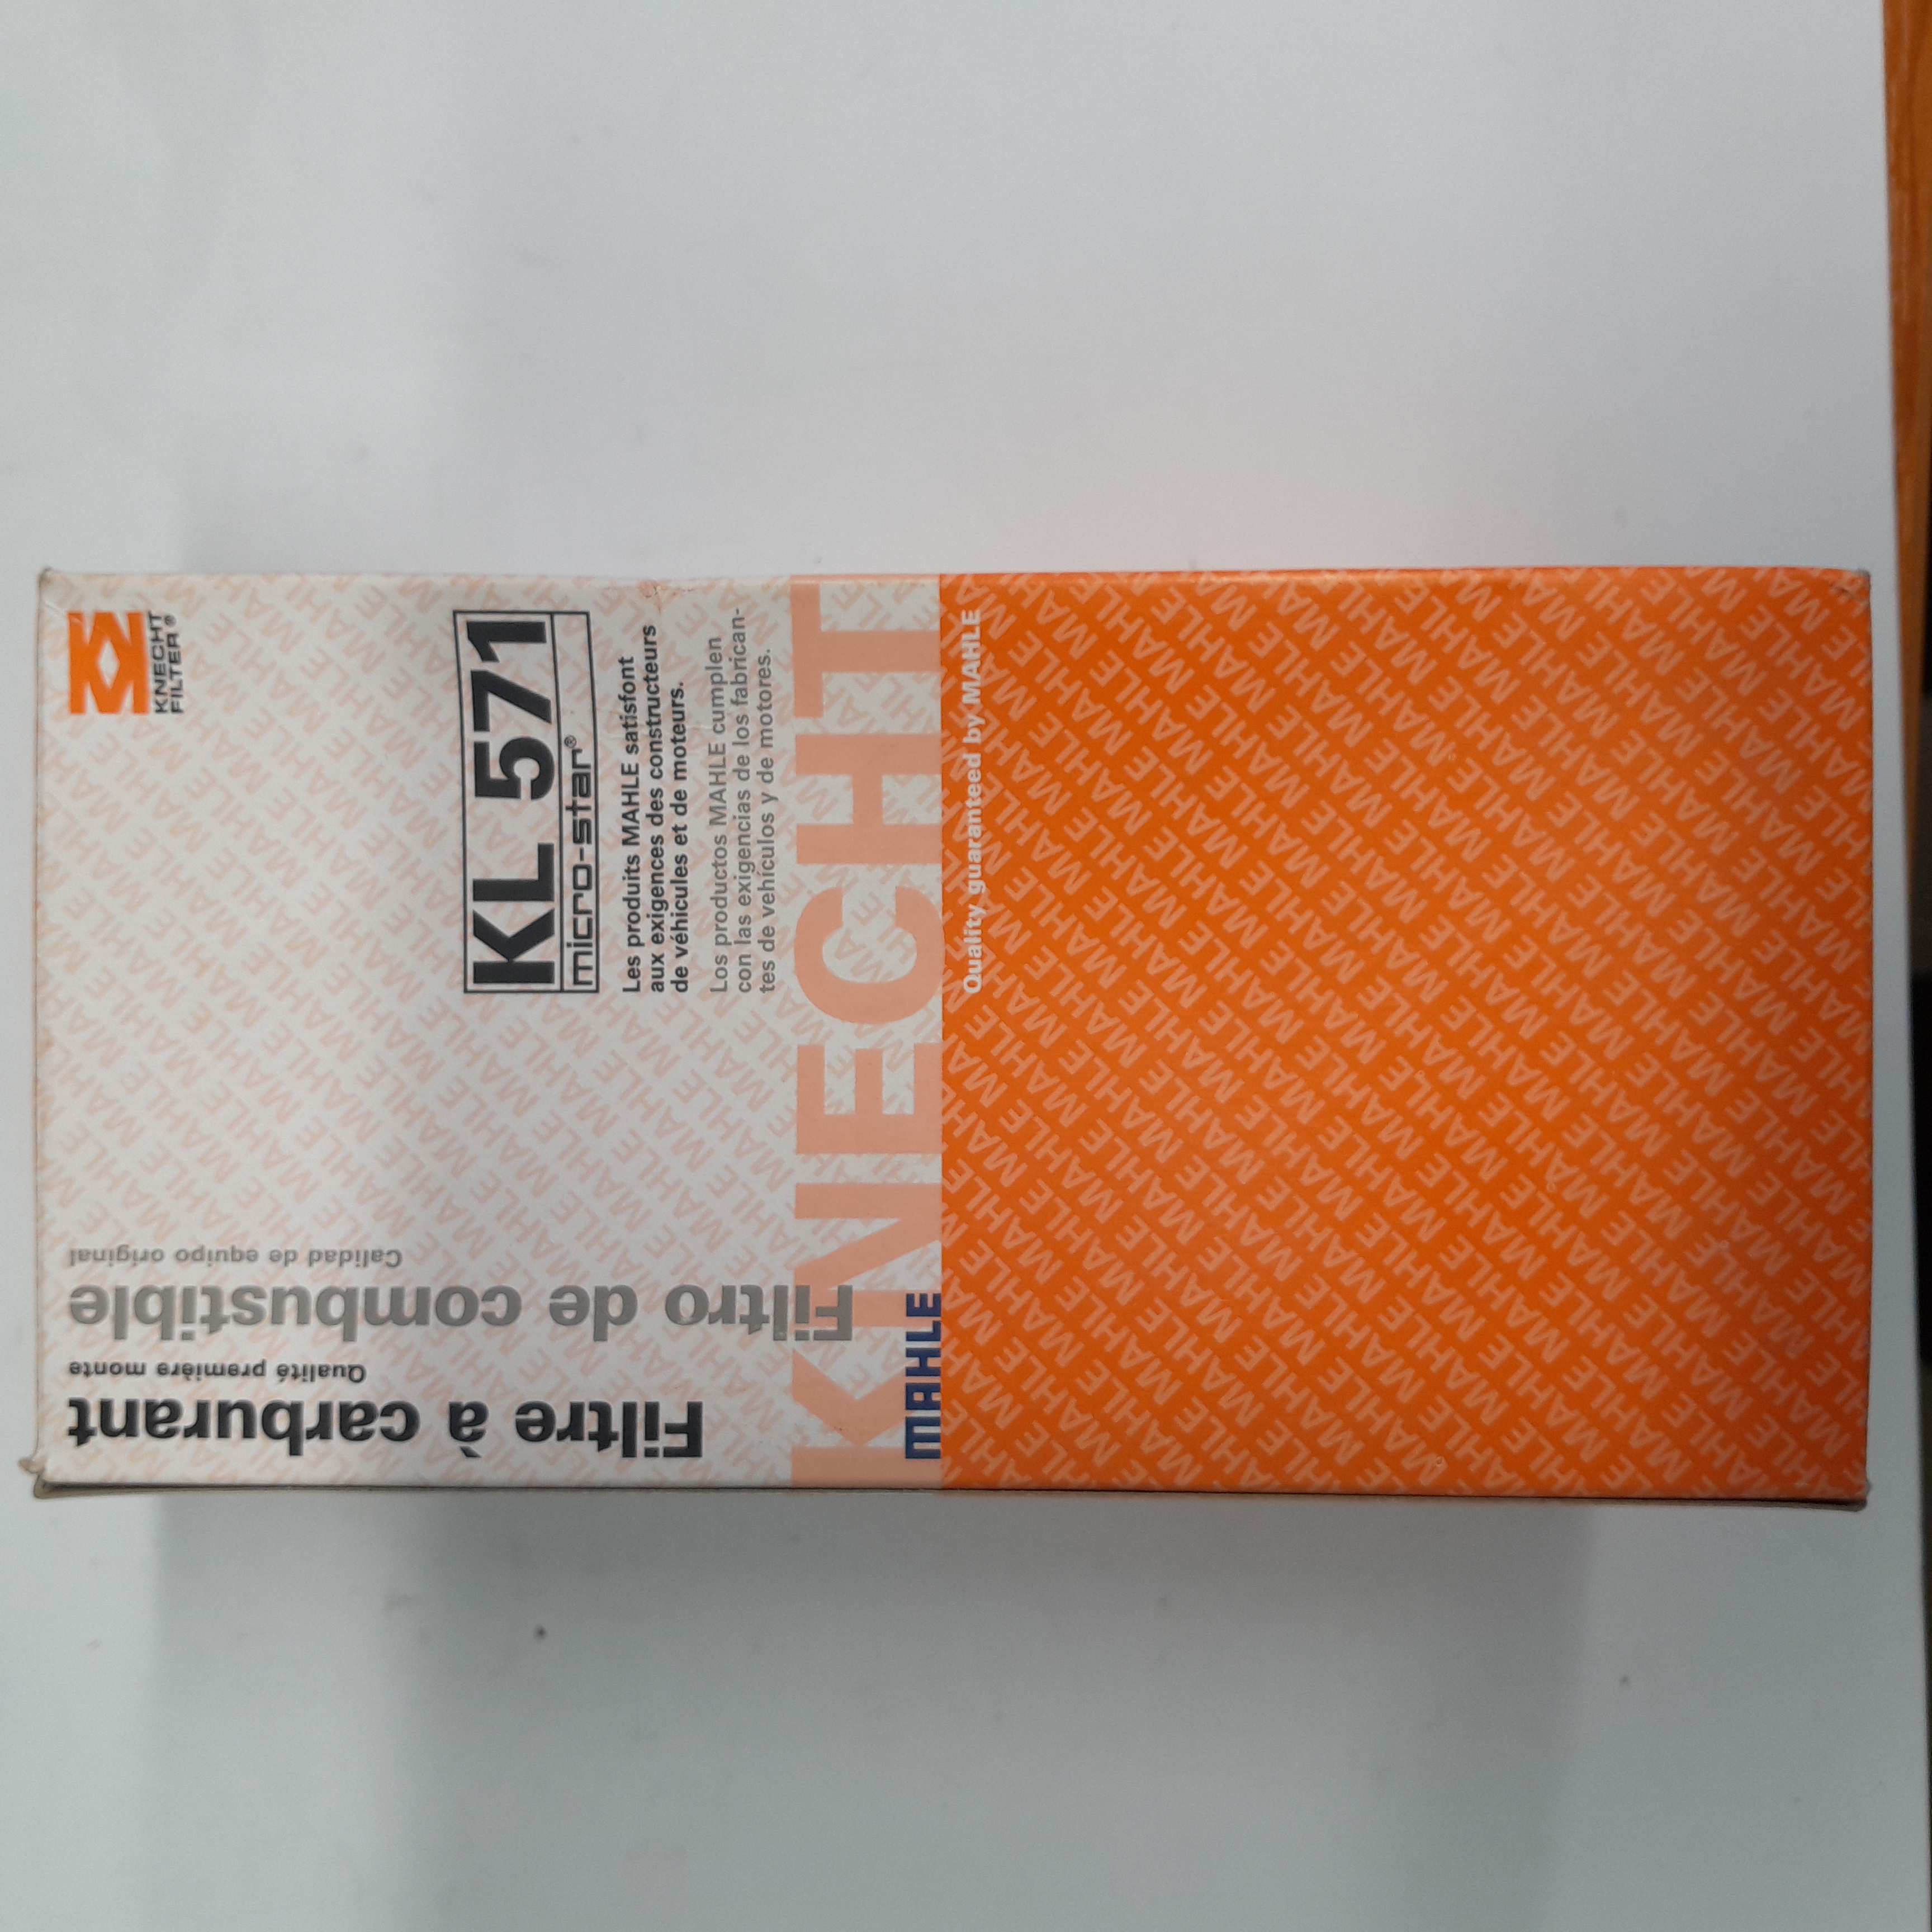 KNECHT
FILTER®
KL 571
micro-star®
Les produits MAHLE satisfont
aux exigences des constructeurs
de véhicules et de moteurs.
Los productos MAHLE cumplen
con las exigencias de los fabrican-
tes de vehículos y de motores.
Filtre à carburant
Qualité première monte
Filtro de combustible
Calidad de equipo original
KNECHT
MAHLE
Quality guaranteed by MAHLE